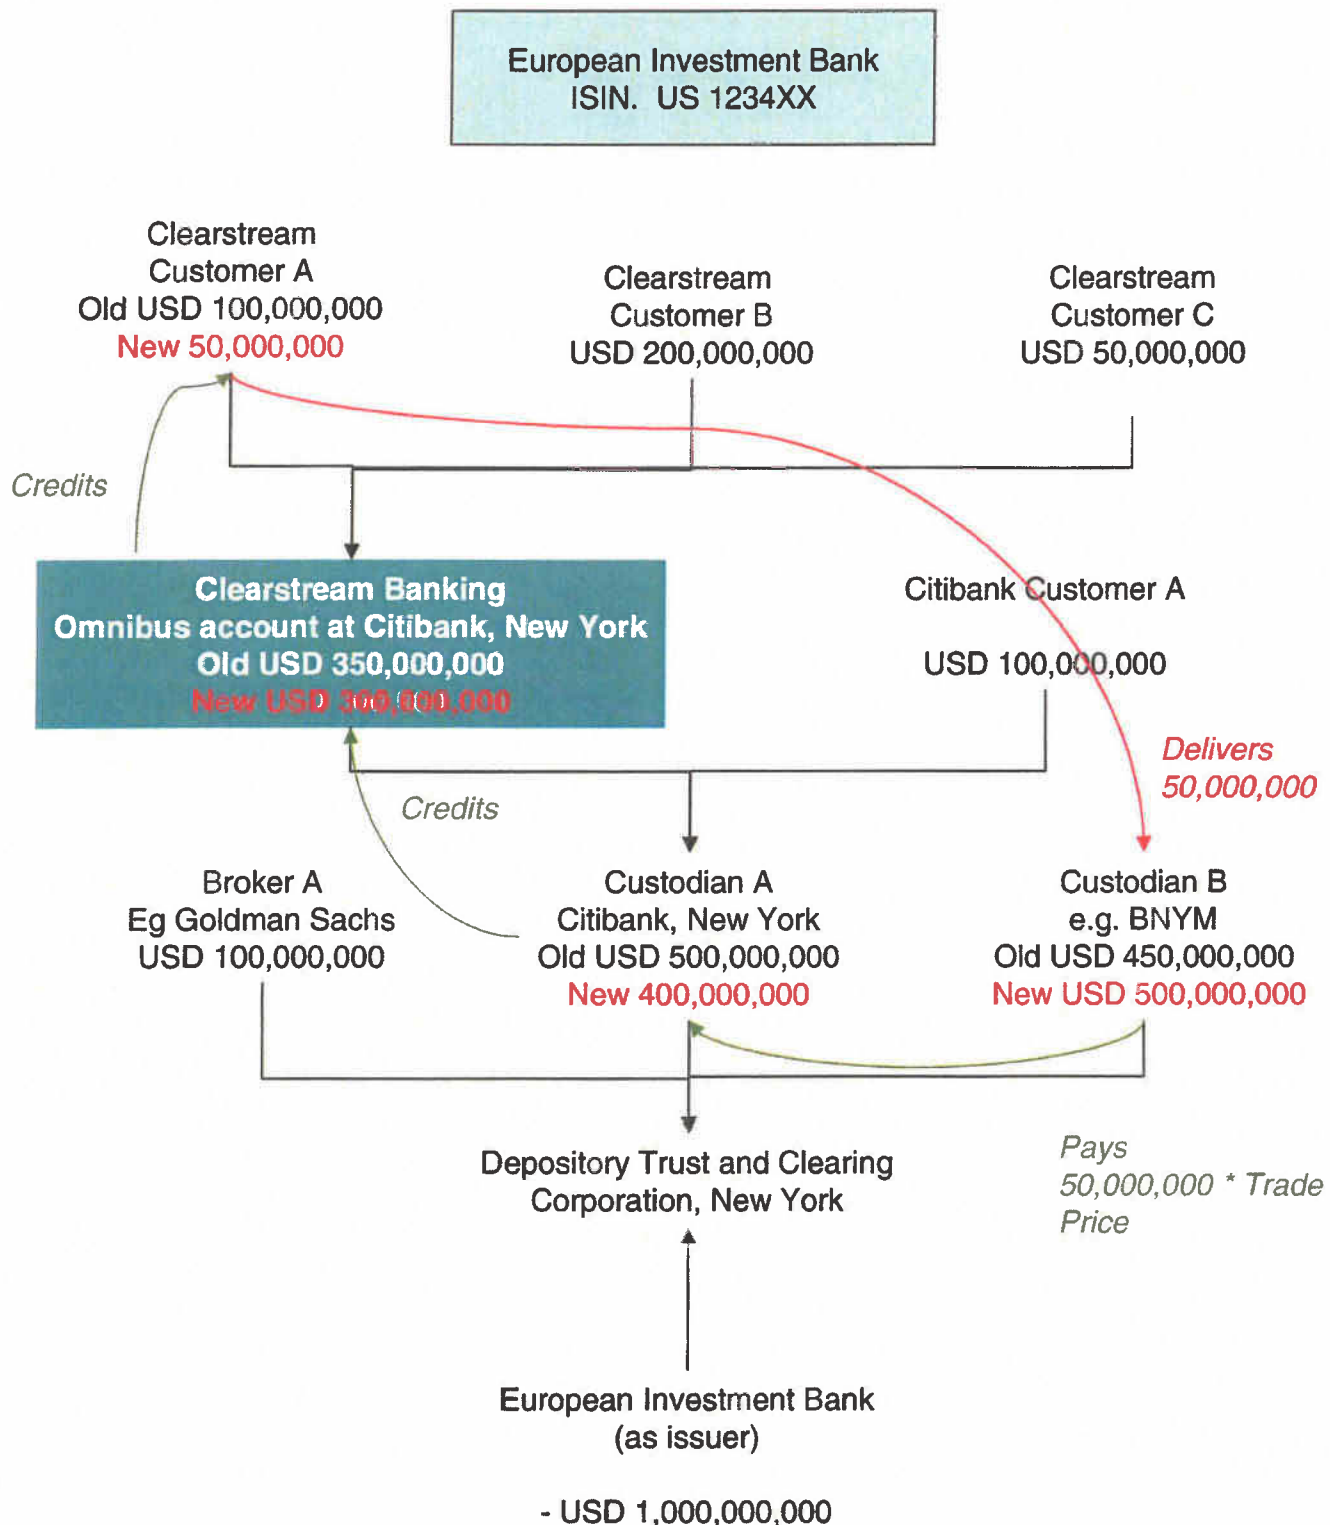 European Investment Bank
ISIN. US 1234XX
Clearstream
Customer A
Old USD 100,000,000
New 50,000,000
Clearstream
Customer B
USD 200,000,000
Clearstream
Customer C
USD 50,000,000
Credits
Clearstream Banking
Omnibus account at Citibank, New York
Old USD 350,000,000
New USD 300,000,000
Citibank Customer A
USD 100,000,000
Delivers
50,000,000
Credits
Broker A
Eg Goldman Sachs
USD 100,000,000
Custodian A
Citibank, New York
Old USD 500,000,000
New 400,000,000
Custodian B
e.g. BNYM
Old USD 450,000,000
New USD 500,000,000
Depository Trust and Clearing
Corporation, New York
Pays
50,000,000 * Trade
Price
European Investment Bank
(as issuer)
- USD 1,000,000,000